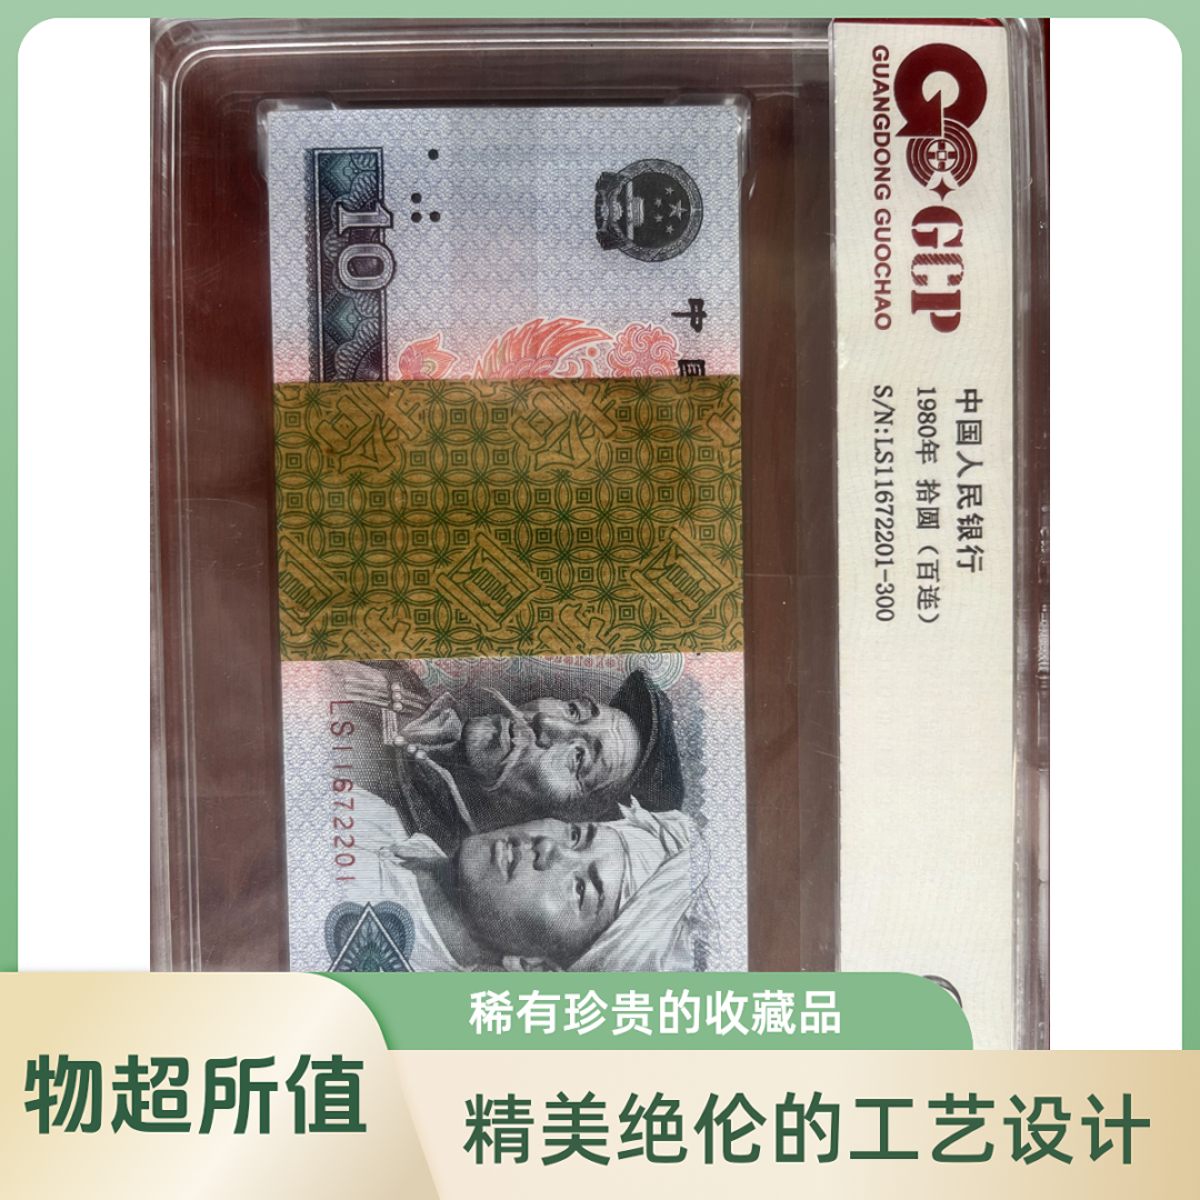 GCP
GUANGDONG GUOCHAO
中国人民银行
1980年 拾圆（百连）
S/N:LS11672201-300
10
中国
LS11672201
稀有珍贵的收藏品
物超所值
精美绝伦的工艺设计